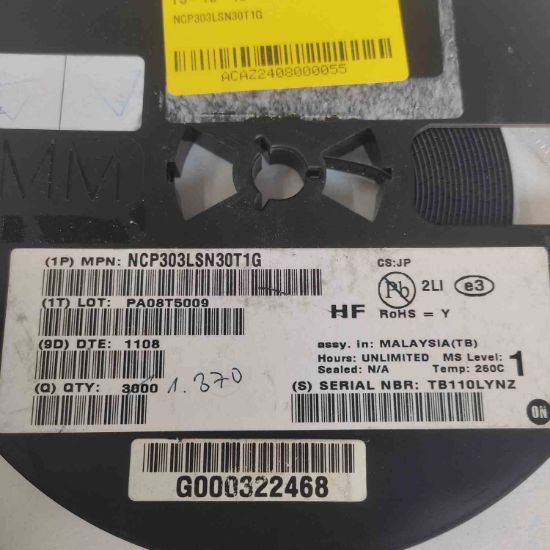 NCP303LSN30T1G
ACAZ2408000055
MM
(1P) MPN: NCP303LSN30T1G
(1T) LOT: PA08T5009
(9D) DTE: 1108
(Q) QTY: 3000
1.370
CS:JP
Pb 2LI e3
HF RoHS = Y
assy. in: MALAYSIA(TB)
Hours: UNLIMITED MS Level: 1
Sealed: N/A Temp: 260C
(S) SERIAL NBR: TB110LYNZ
ON
G000322468